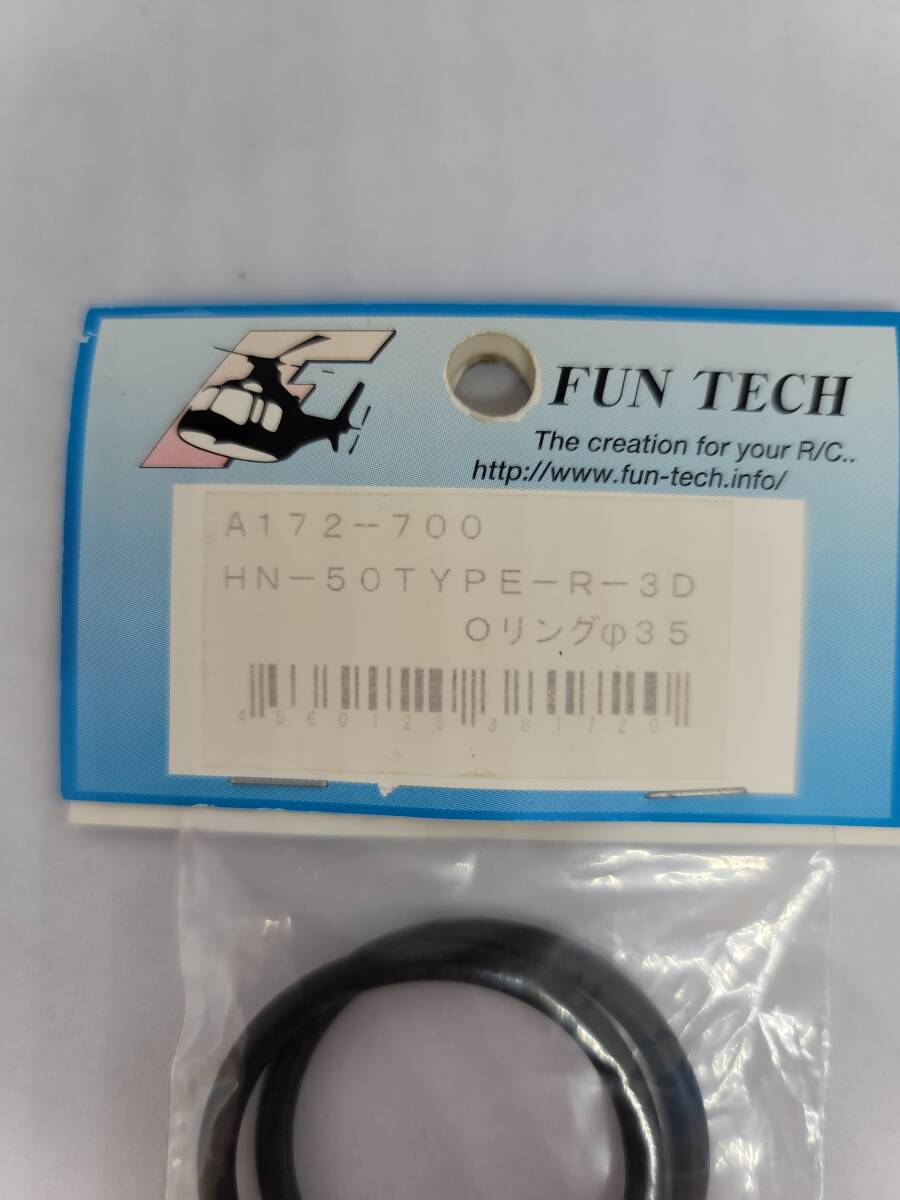 FUN TECH
The creation for your R/C..
http://www.fun-tech.info/
A172-700
HN-50TYPE-R-3D
Oリングφ35
4560126381720